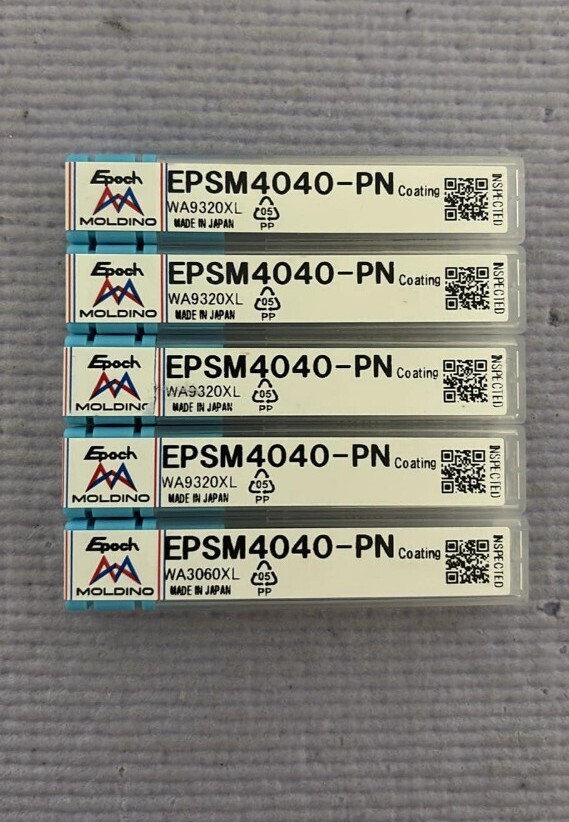 Epoch
MOLDINO
EPSM4040-PN Coating
WA9320XL
MADE IN JAPAN
05
PP
INSPECTED
Epoch
MOLDINO
EPSM4040-PN Coating
WA9320XL
MADE IN JAPAN
05
PP
INSPECTED
Epoch
MOLDINO
EPSM4040-PN Coating
WA9320XL
MADE IN JAPAN
05
PP
INSPECTED
Epoch
MOLDINO
EPSM4040-PN Coating
WA9320XL
MADE IN JAPAN
05
PP
INSPECTED
Epoch
MOLDINO
EPSM4040-PN Coating
WA3060XL
MADE IN JAPAN
05
PP
INSPECTED